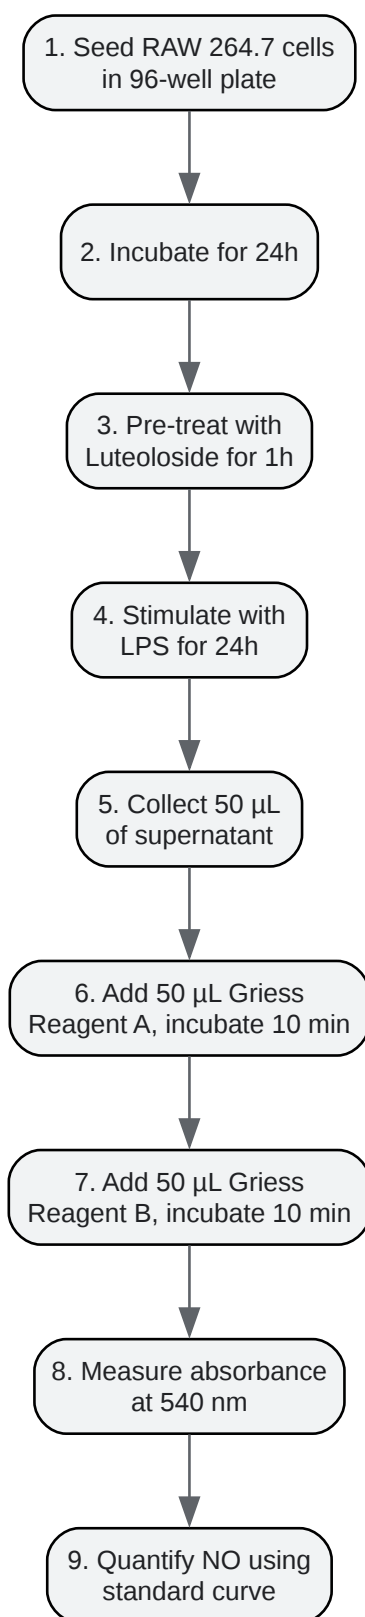 1. Seed RAW 264.7 cells
in 96-well plate
2. Incubate for 24h
3. Pre-treat with
Luteoloside for 1h
4. Stimulate with
LPS for 24h
5. Collect 50 µL
of supernatant
6. Add 50 µL Griess
Reagent A, incubate 10 min
7. Add 50 µL Griess
Reagent B, incubate 10 min
8. Measure absorbance
at 540 nm
9. Quantify NO using
standard curve